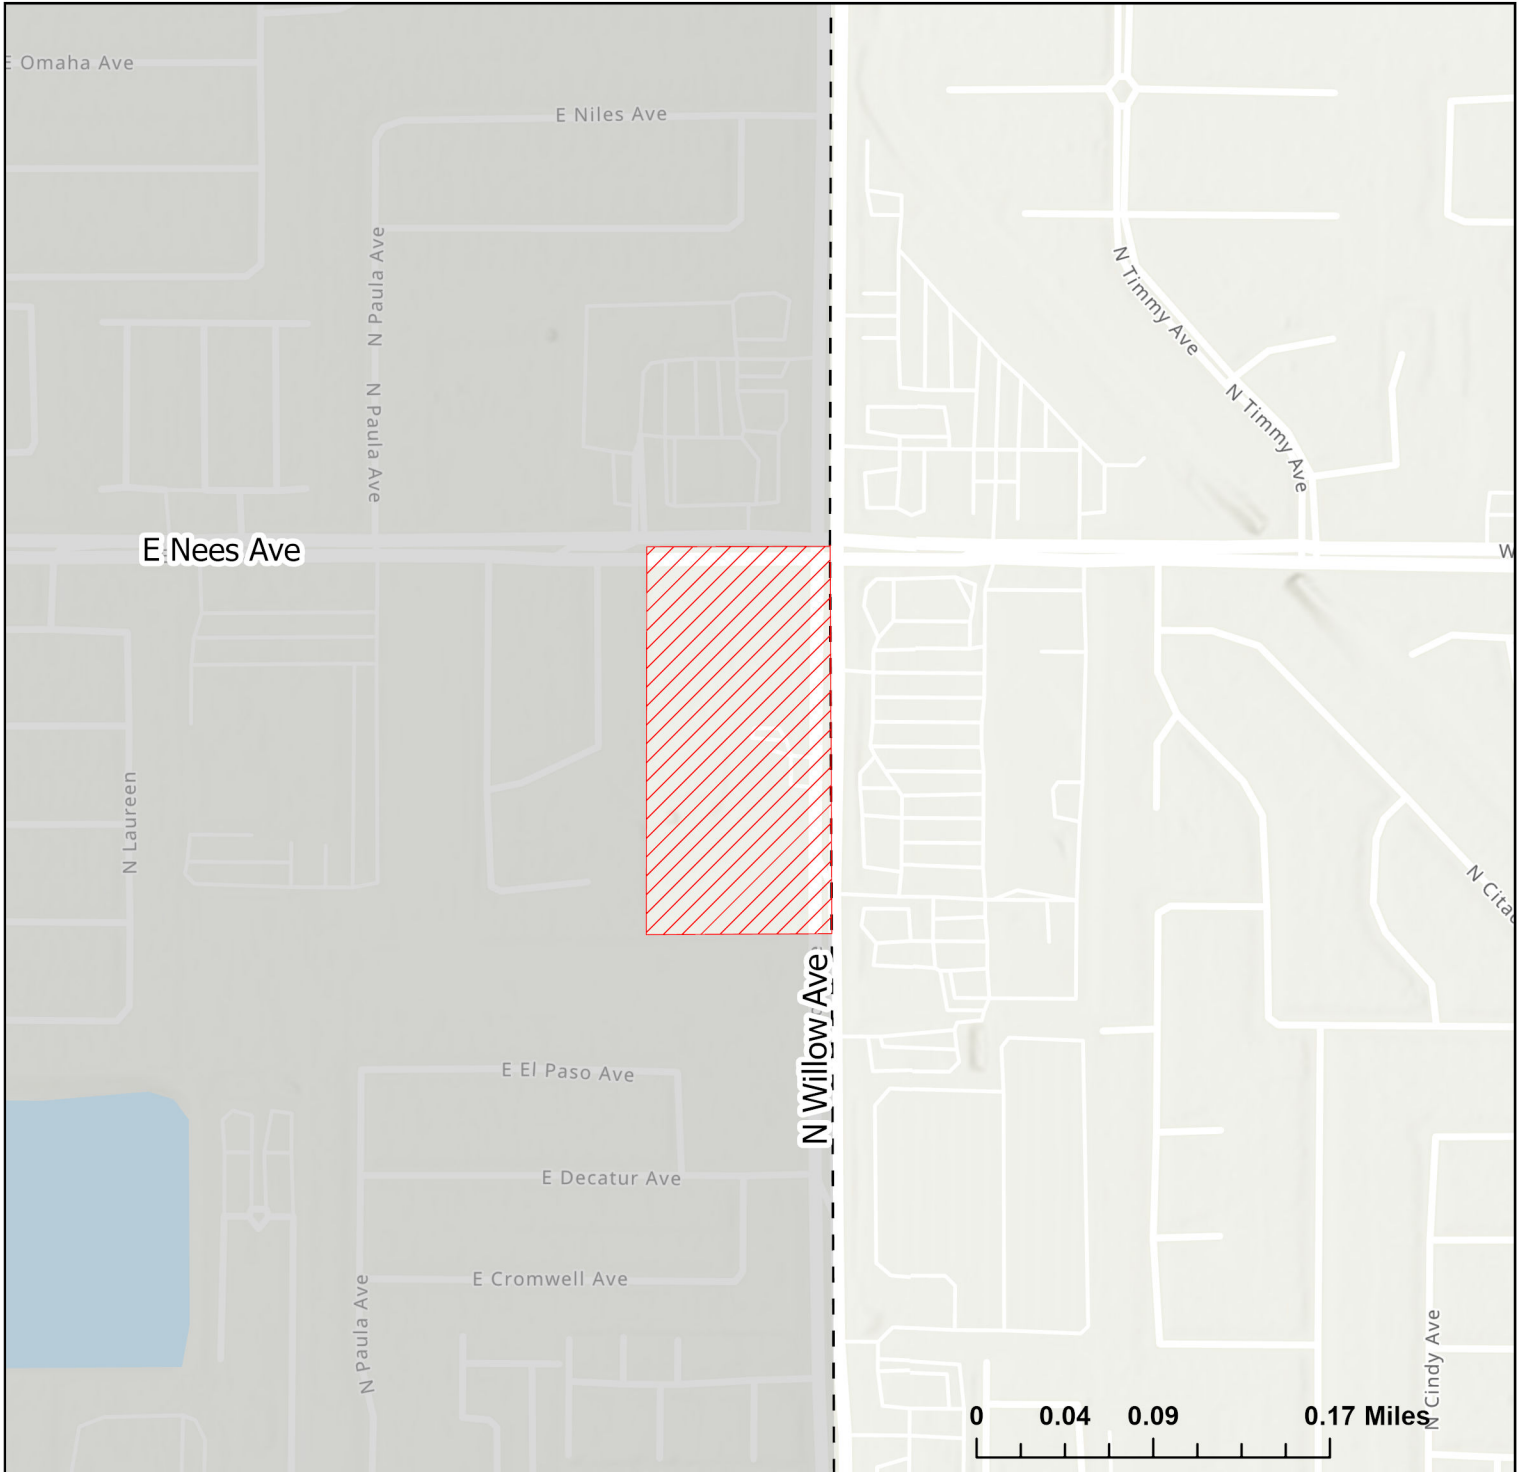 E Omaha Ave
E Niles Ave
N Paula Ave
N Timmy Ave
N Paula Ave
N Timmy Ave
E Nees Ave
W
N Laureen
N Cita
N Willow Ave
E El Paso Ave
E Decatur Ave
E Cromwell Ave
N Paula Ave
N Cindy Ave
0 0.04 0.09 0.17 Miles